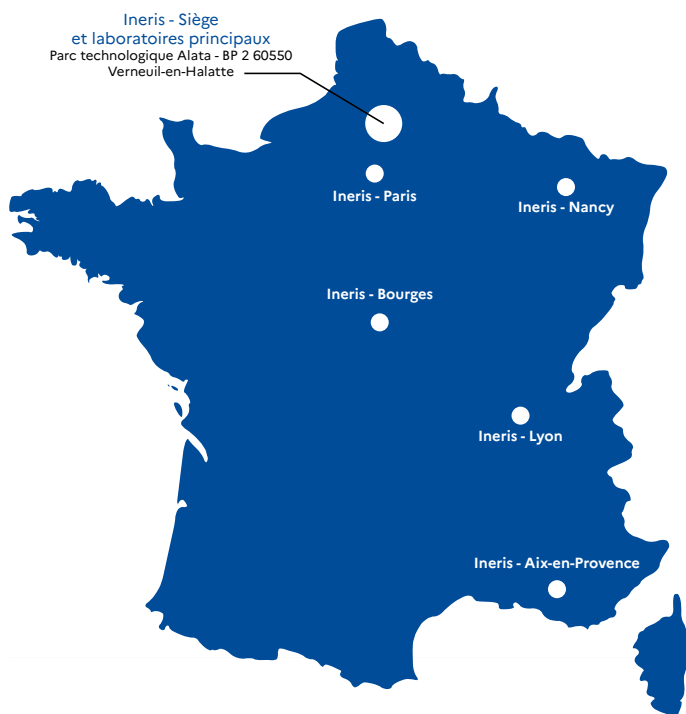 Ineris - Siège
et laboratoires principaux
Parc technologique Alata - BP 2 60550
Verneuil-en-Halatte
Ineris - Paris
Ineris - Nancy
Ineris - Bourges
Ineris - Lyon
Ineris - Aix-en-Provence